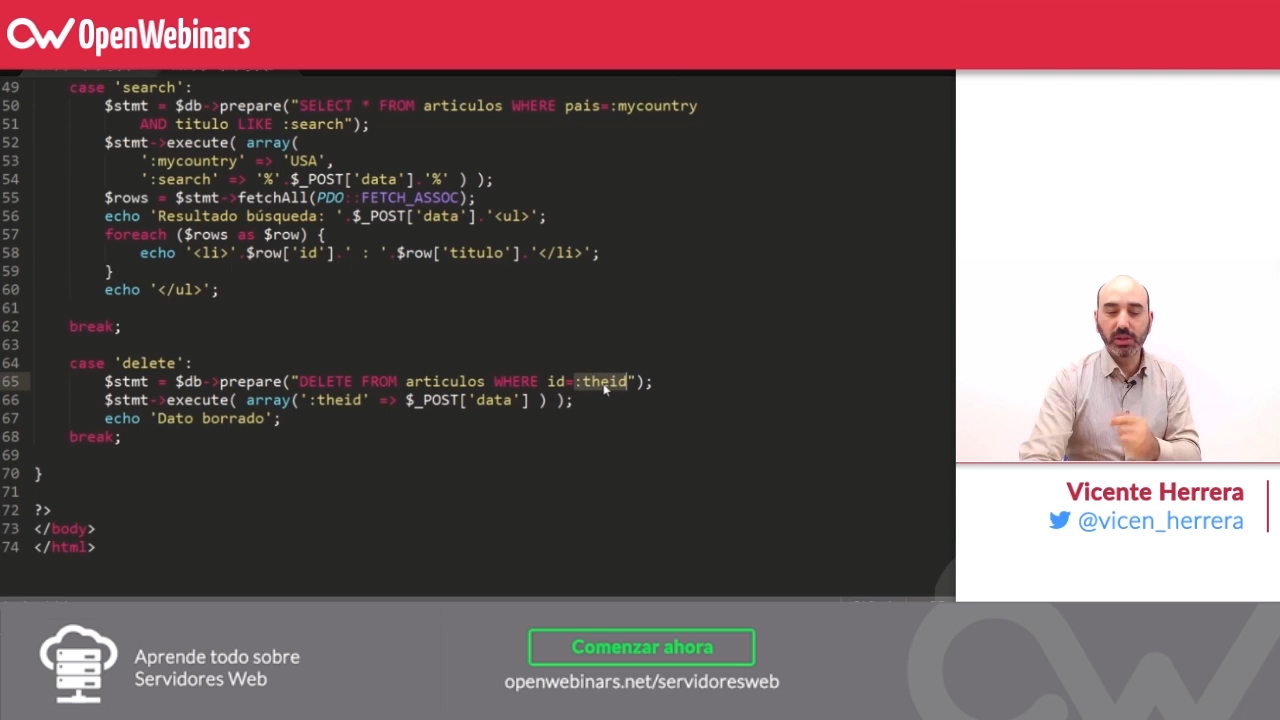 OpenWebinars
49 case 'search':
50 $stmt = $db->prepare("SELECT * FROM articulos WHERE pais=:mycountry
51 AND titulo LIKE :search");
52 $stmt->execute( array(
53 ':mycountry' => 'USA',
54 ':search' => '%'.$_POST['data'].'%' ) );
55 $rows = $stmt->fetchAll(PDO::FETCH_ASSOC);
56 echo 'Resultado búsqueda: '.$_POST['data'].'<ul>';
57 foreach ($rows as $row) {
58 echo '<li>'.$row['id'].' : '.$row['titulo'].'</li>';
59 }
60 echo '</ul>';
61
62 break;
63
64 case 'delete':
65 $stmt = $db->prepare("DELETE FROM articulos WHERE id=:theid");
66 $stmt->execute( array(':theid' => $_POST['data'] ) );
67 echo 'Dato borrado';
68 break;
69
70 }
71
72 ?>
73 </body>
74 </html>
Vicente Herrera
@vicen_herrera
Aprende todo sobre
Servidores Web
Comenzar ahora
openwebinars.net/servidoresweb